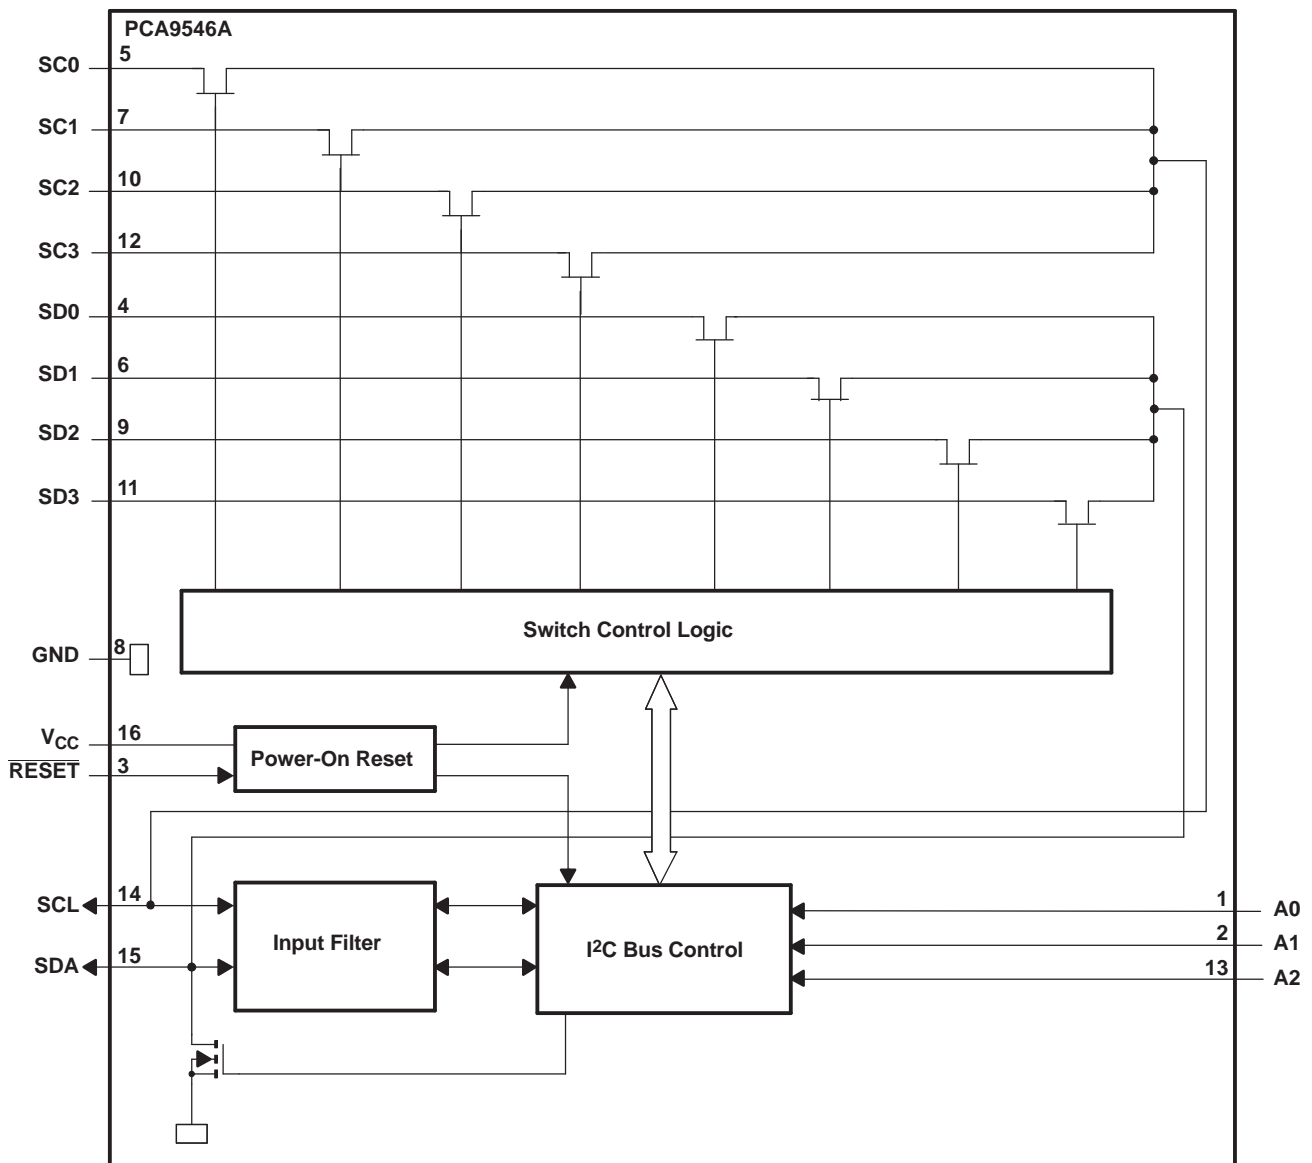 PCA9546A
SC0 5
SC1 7
SC2 10
SC3 12
SD0 4
SD1 6
SD2 9
SD3 11
Switch Control Logic
GND 8
VCC 16
RESET 3
Power-On Reset
SCL 14
SDA 15
Input Filter
I2C Bus Control
1 A0
2 A1
13 A2